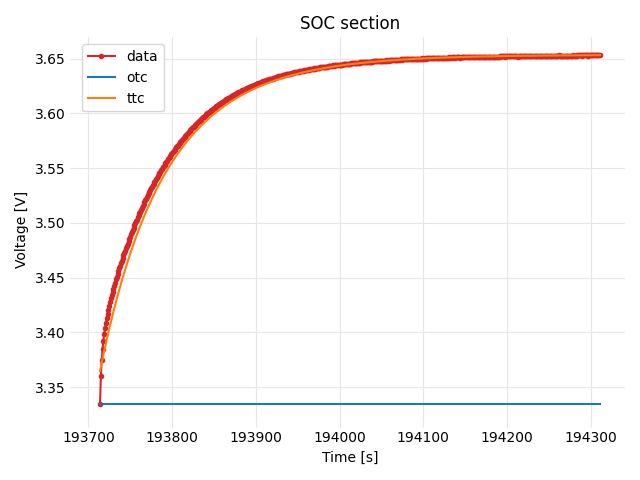 SOC section
data
otc
ttc
Voltage [V]
3.65
3.60
3.55
3.50
3.45
3.40
3.35
193700 193800 193900 194000 194100 194200 194300
Time [s]